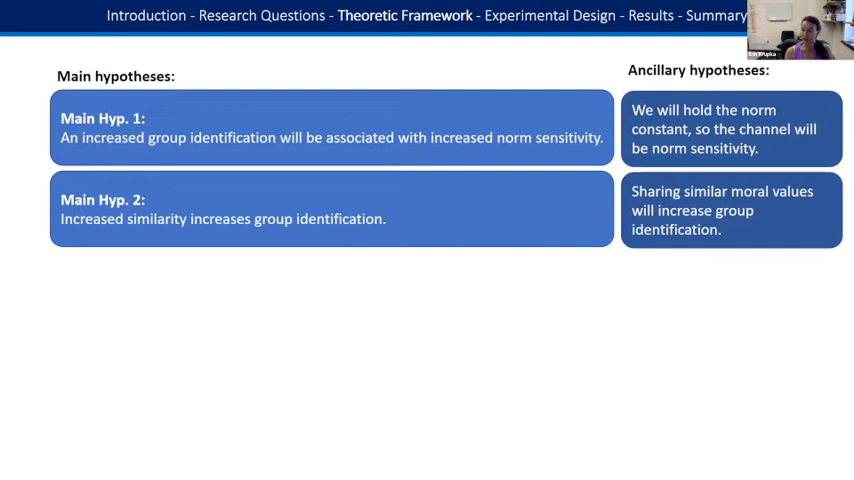 Introduction - Research Questions - Theoretic Framework - Experimental Design - Results - Summary
Erin Krupka
Main hypotheses:
Ancillary hypotheses:
Main Hyp. 1:
An increased group identification will be associated with increased norm sensitivity.
We will hold the norm
constant, so the channel will
be norm sensitivity.
Main Hyp. 2:
Increased similarity increases group identification.
Sharing similar moral values
will increase group
identification.